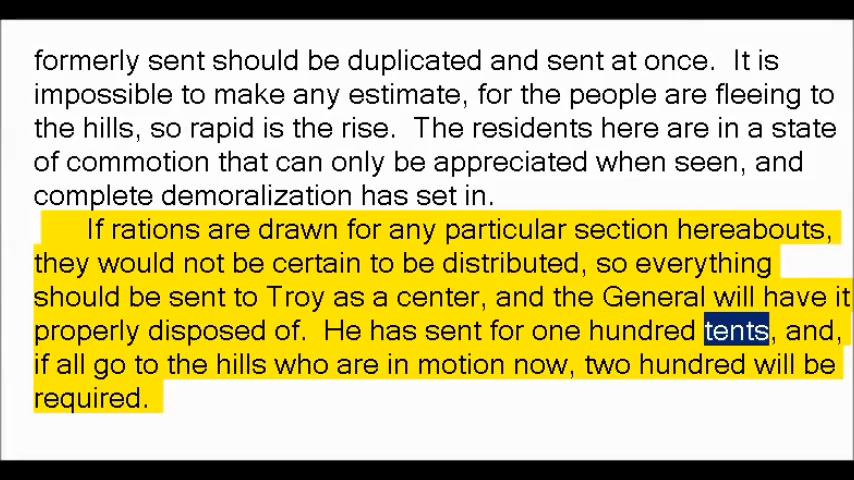 formerly sent should be duplicated and sent at once.  It is
impossible to make any estimate, for the people are fleeing to
the hills, so rapid is the rise.  The residents here are in a state
of commotion that can only be appreciated when seen, and
complete demoralization has set in.
If rations are drawn for any particular section hereabouts,
they would not be certain to be distributed, so everything
should be sent to Troy as a center, and the General will have it
properly disposed of.  He has sent for one hundred tents, and,
if all go to the hills who are in motion now, two hundred will be
required.